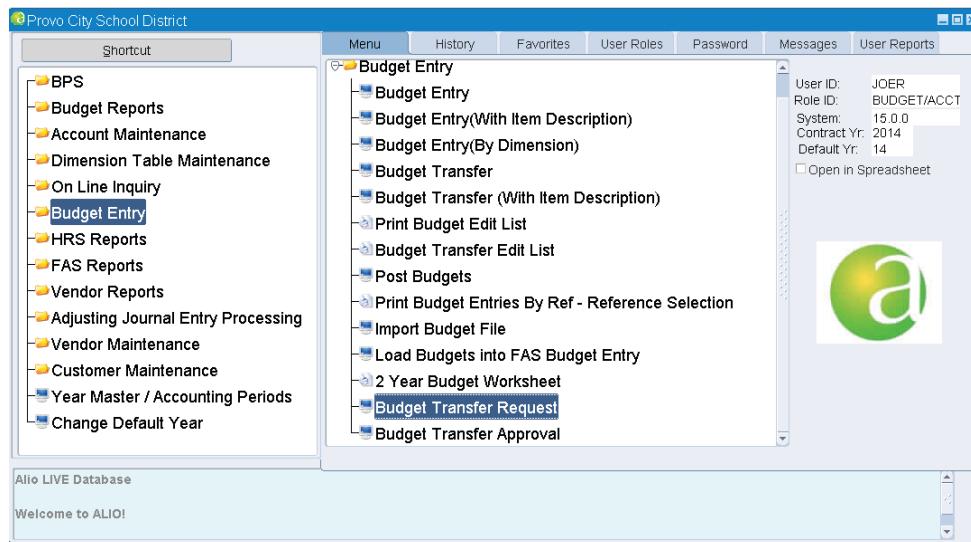 Provo City School District
Shortcut
BPS
Budget Reports
Account Maintenance
Dimension Table Maintenance
On Line Inquiry
Budget Entry
HRS Reports
FAS Reports
Vendor Reports
Adjusting Journal Entry Processing
Vendor Maintenance
Customer Maintenance
Year Master / Accounting Periods
Change Default Year
Menu History Favorites User Roles Password Messages User Reports
Budget Entry
Budget Entry
Budget Entry(With Item Description)
Budget Entry(By Dimension)
Budget Transfer
Budget Transfer (With Item Description)
Print Budget Edit List
Budget Transfer Edit List
Post Budgets
Print Budget Entries By Ref - Reference Selection
Import Budget File
Load Budgets into FAS Budget Entry
2 Year Budget Worksheet
Budget Transfer Request
Budget Transfer Approval
User ID: JOER
Role ID: BUDGET/ACCT
System: 15.0.0
Contract Yr: 2014
Default Yr: 14
Open in Spreadsheet
a
Alio LIVE Database
Welcome to ALIO!